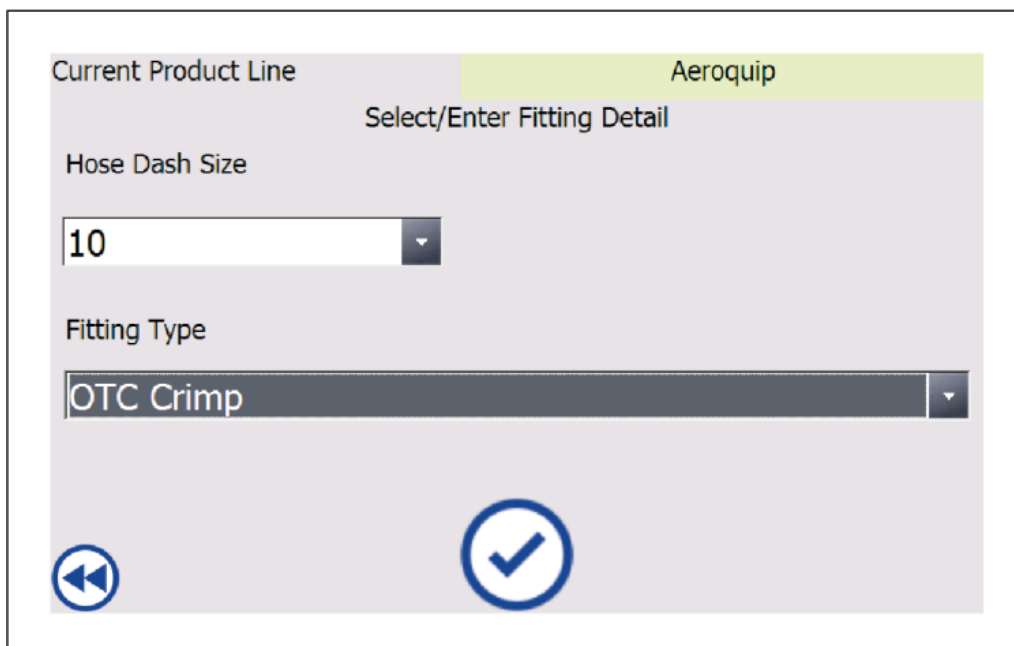 Current Product Line Aeroquip
Select/Enter Fitting Detail
Hose Dash Size
10
Fitting Type
OTC Crimp